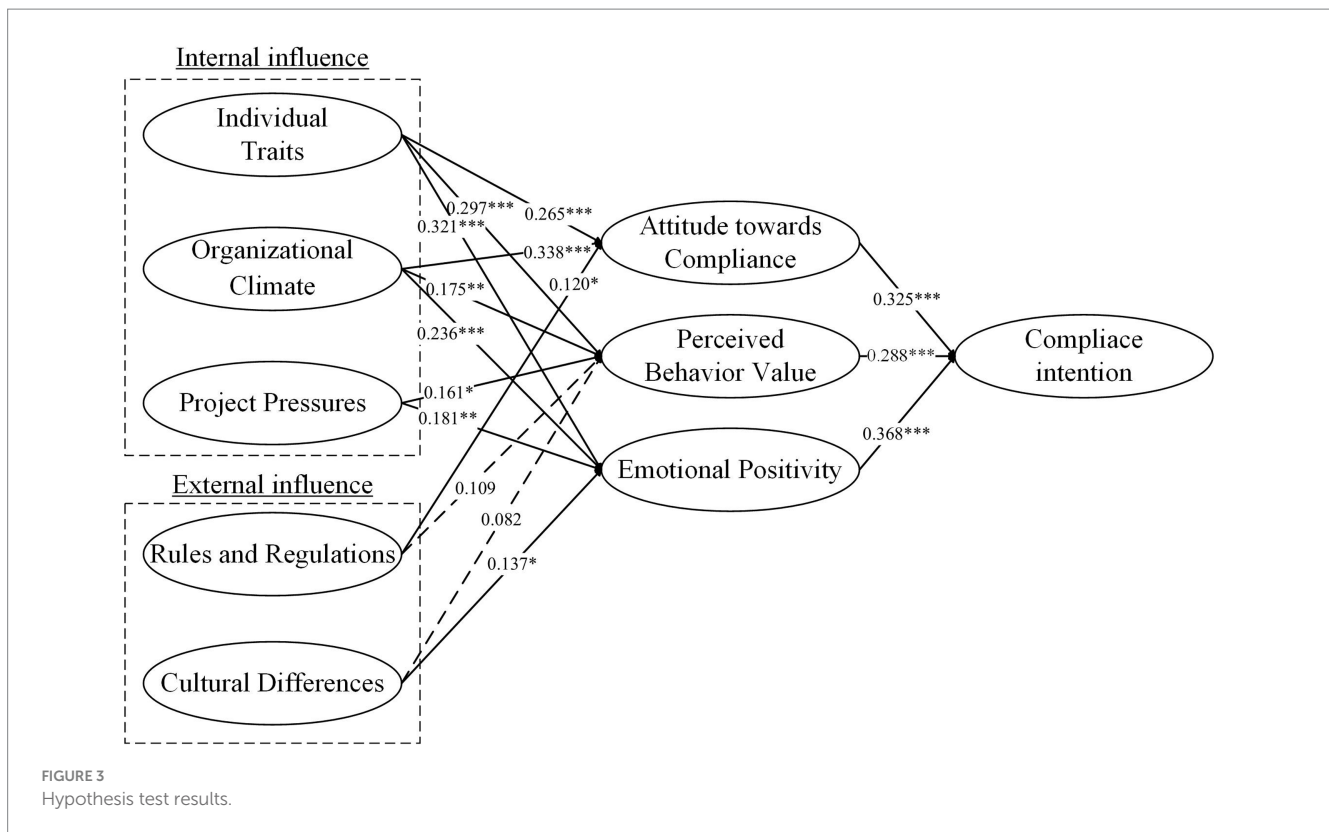 Internal influence
Individual
Traits
Organizational
Climate
Project Pressures
External influence
Rules and Regulations
Cultural Differences
0.297***
0.265***
0.321***
0.338***
0.120*
0.175**
0.236***
0.161*
0.181**
0.109
0.082
0.137*
Attitude towards
Compliance
Perceived
Behavior Value
Emotional Positivity
0.325***
0.288***
0.368***
Compliace
intention
FIGURE 3
Hypothesis test results.